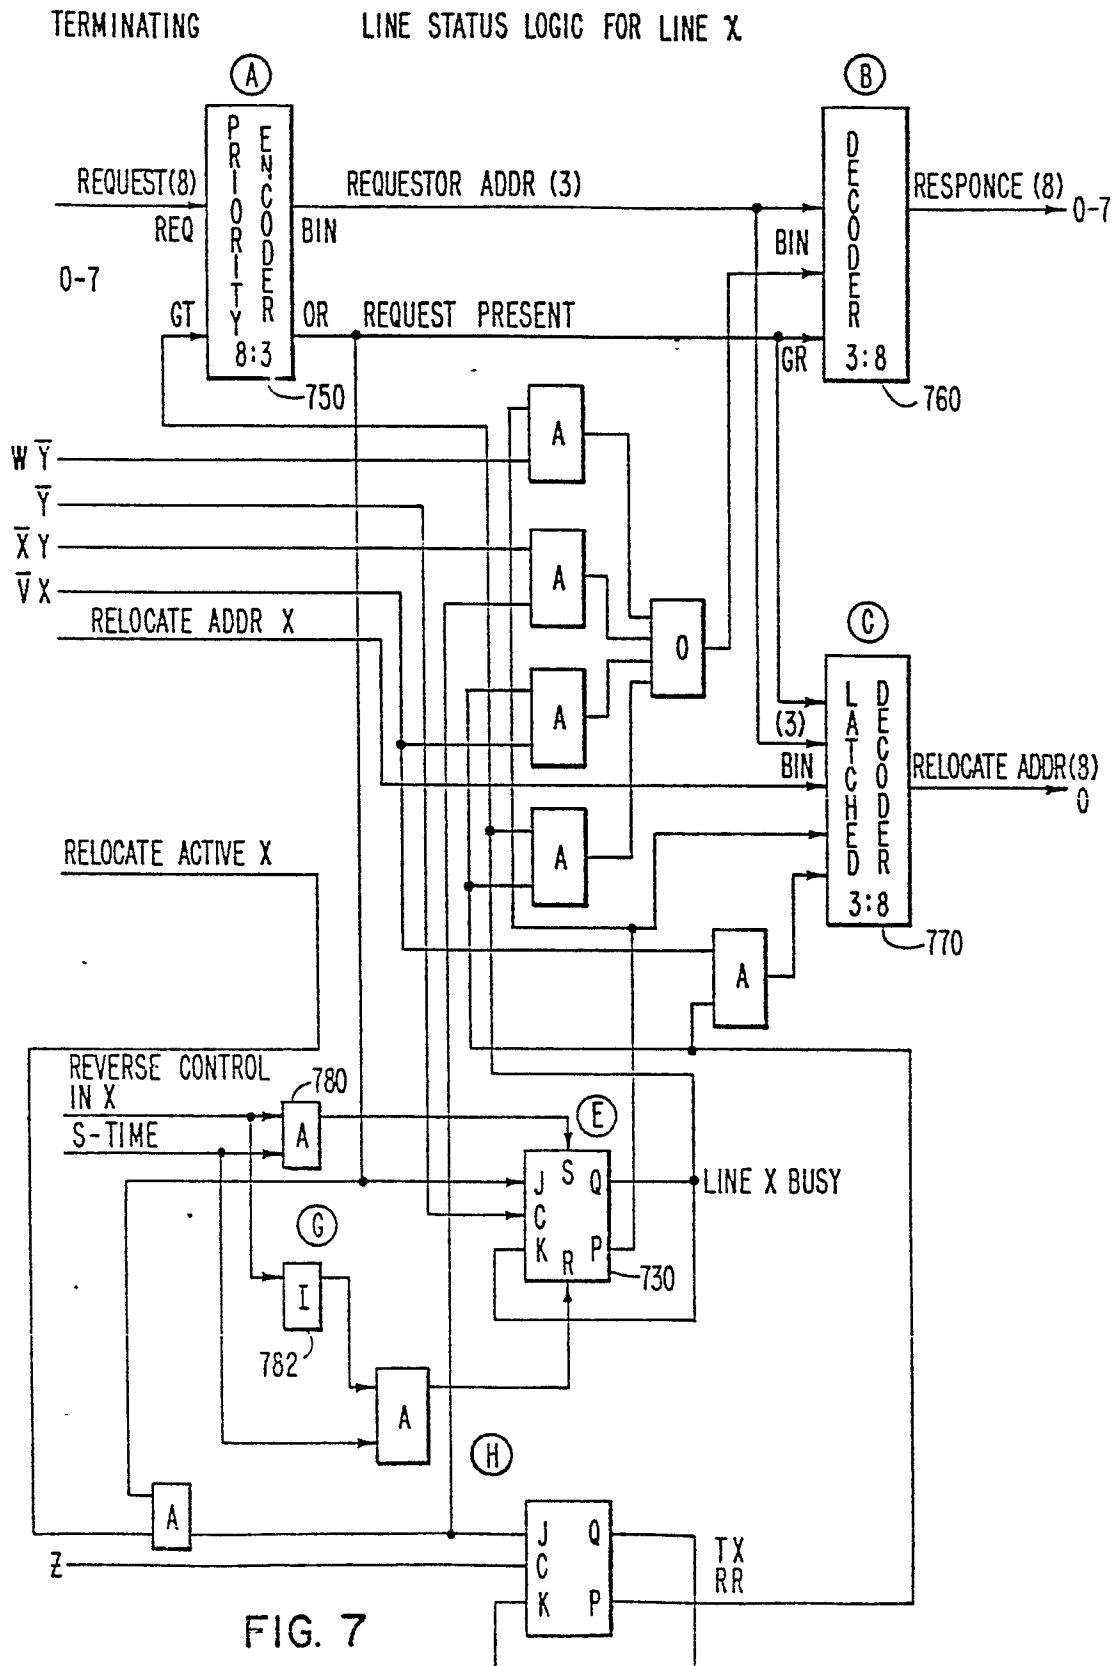 TERMINATING LINE STATUS LOGIC FOR LINE X
A
B
PRIORITY ENCODER
8:3
DECODER
3:8
REQUEST(8)
REQ
0-7
GT
REQUESTOR ADDR (3)
BIN
OR REQUEST PRESENT
BIN
GR
RESPONCE (8)
0-7
750
760
W Y̅
Y̅
X̅ Y
V̅ X
RELOCATE ADDR X
A
A
A
A
O
C
LATCHED DECODER
3:8
(3)
BIN
RELOCATE ADDR(8)
0
770
RELOCATE ACTIVE X
A
REVERSE CONTROL
IN X
S-TIME
780
A
E
J S Q
C
K R P
LINE X BUSY
730
G
I
782
A
H
A
J Q
C
K P
TX
RR
Z
FIG. 7